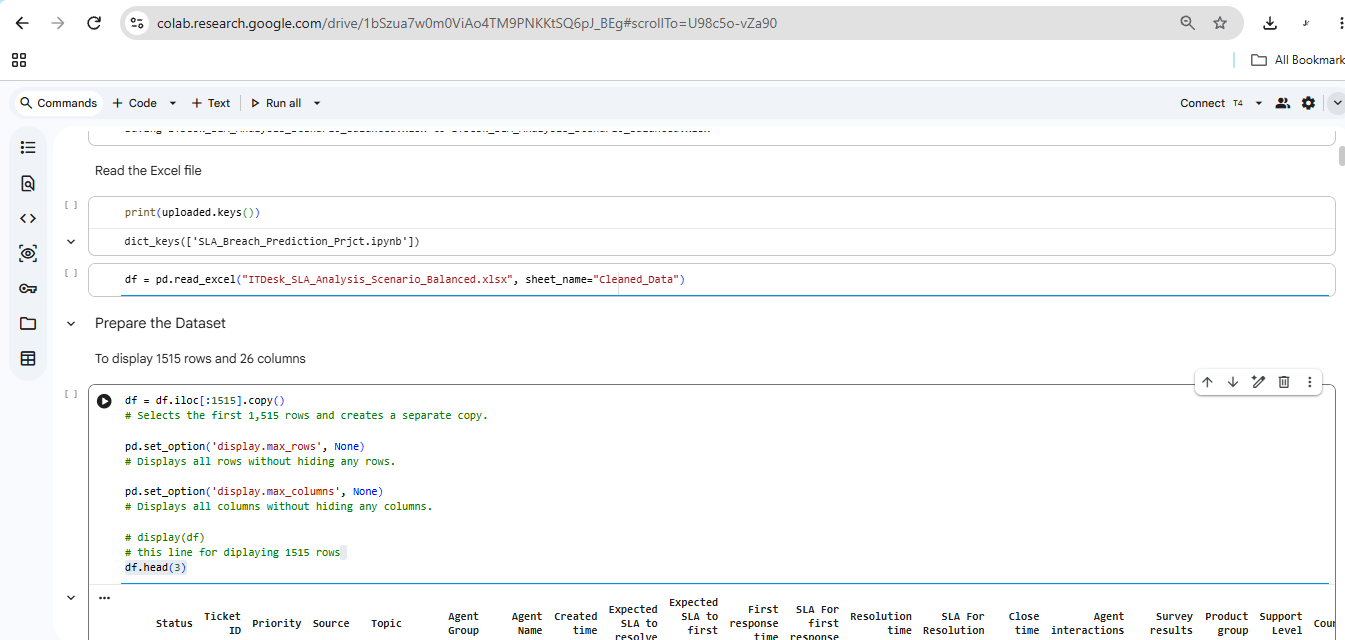 colab.research.google.com/drive/1bSzua7w0m0ViAo4TM9PNKKtSQ6pJ_BEg#scrollTo=U98c5o-vZa90
All Bookmark
Commands + Code + Text Run all Connect T4
Read the Excel file
[ ] print(uploaded.keys())
dict_keys(['SLA_Breach_Prediction_Prjct.ipynb'])
[ ] df = pd.read_excel("ITDesk_SLA_Analysis_Scenario_Balanced.xlsx", sheet_name="Cleaned_Data")
Prepare the Dataset
To display 1515 rows and 26 columns
[ ] df = df.iloc[:1515].copy()
# Selects the first 1,515 rows and creates a separate copy.
pd.set_option('display.max_rows', None)
# Displays all rows without hiding any rows.
pd.set_option('display.max_columns', None)
# Displays all columns without hiding any columns.
# display(df)
# this line for diplaying 1515 rows
df.head(3)
Status Ticket ID Priority Source Topic Agent Group Agent Name Created time Expected SLA to resolve Expected SLA to first First response time SLA For first response Resolution time SLA For Resolution Close time Agent interactions Survey results Product group Support Level Coun